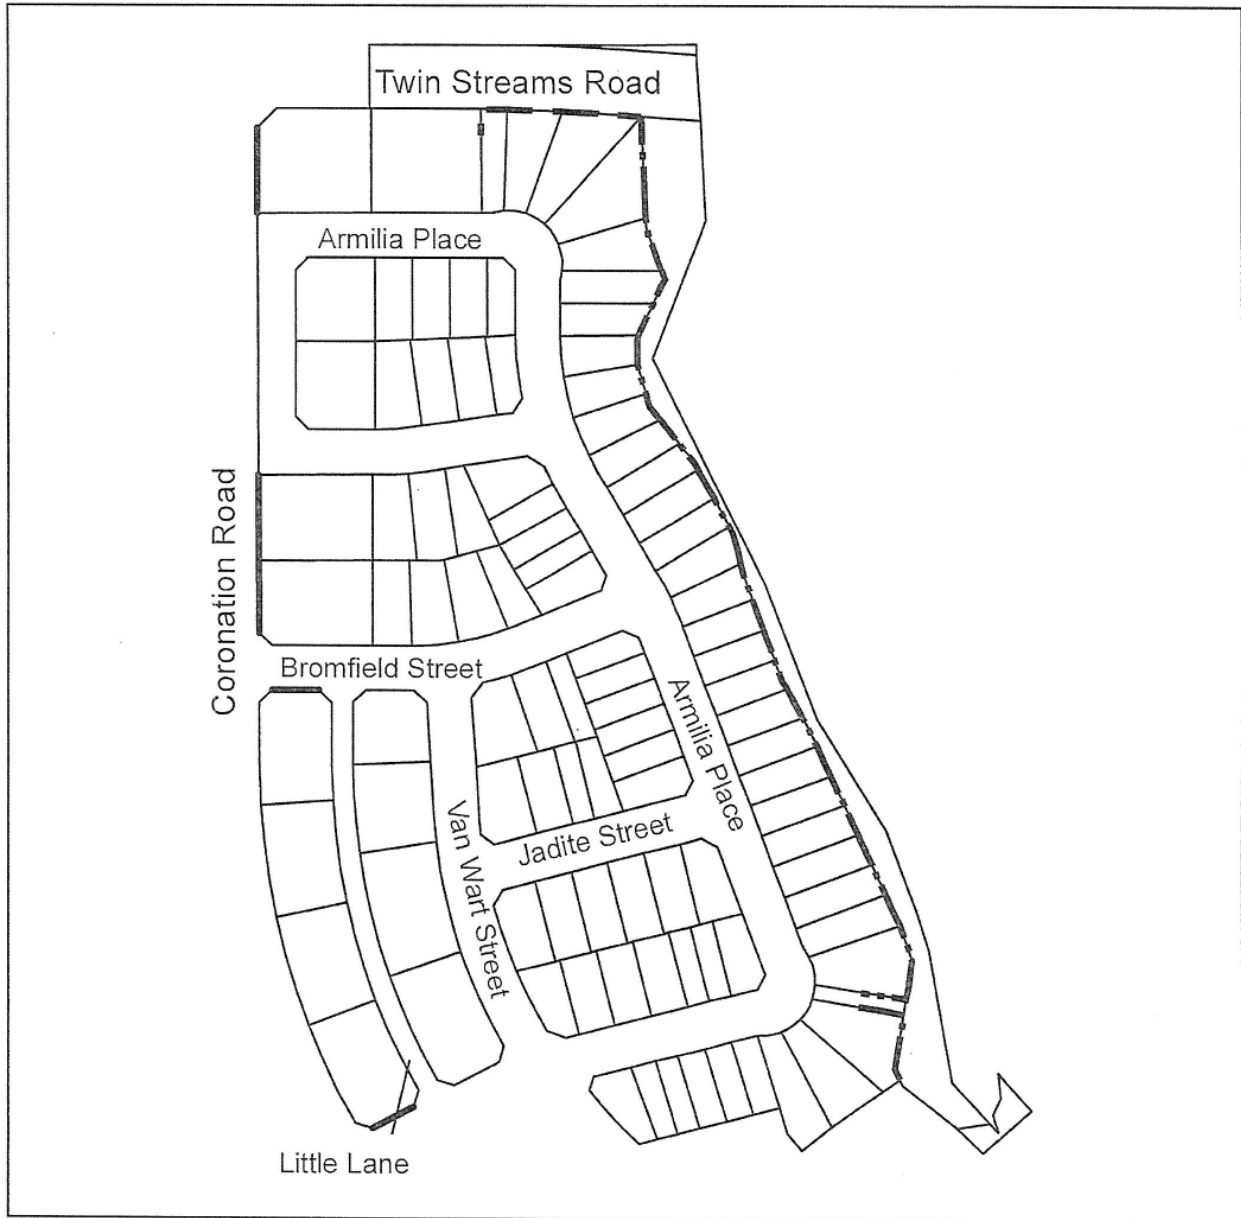 Twin Streams Road
Armilia Place
Coronation Road
Bromfield Street
Armilia Place
Van Wart Street
Jadite Street
Little Lane